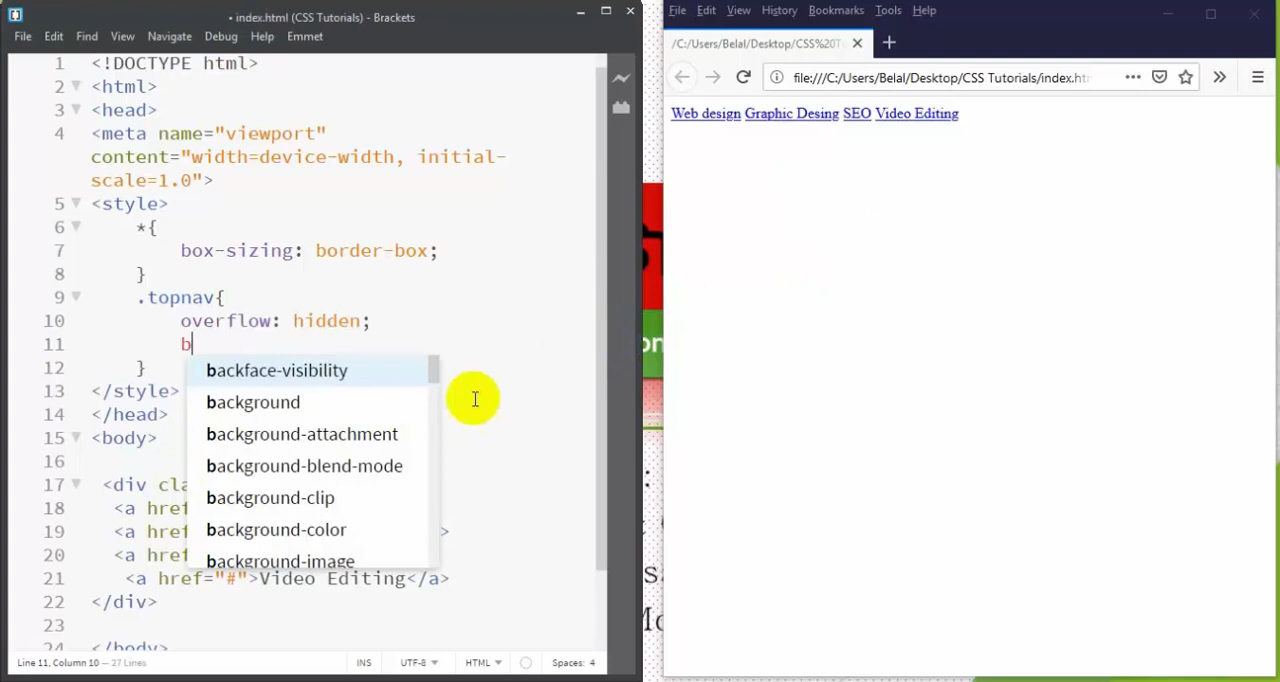 • index.html (CSS Tutorials) - Brackets
File Edit Find View Navigate Debug Help Emmet
1 <!DOCTYPE html>
2 <html>
3 <head>
4 <meta name="viewport"
content="width=device-width, initial-
scale=1.0">
5 <style>
6 *{
7 box-sizing: border-box;
8 }
9 .topnav{
10 overflow: hidden;
11 b
12 }
13 </style>
14 </head>
15 <body>
16
17 <div cla
18 <a href
19 <a href >
20 <a href
21 <a href="#">Video Editing</a>
22 </div>
23
24 </body>
backface-visibility
background
background-attachment
background-blend-mode
background-clip
background-color
background-image
Line 11, Column 10 — 27 Lines
INS UTF-8 HTML Spaces: 4
File Edit View History Bookmarks Tools Help
/C:/Users/Belal/Desktop/CSS%20T
file:///C:/Users/Belal/Desktop/CSS Tutorials/index.htm
Web design Graphic Desing SEO Video Editing